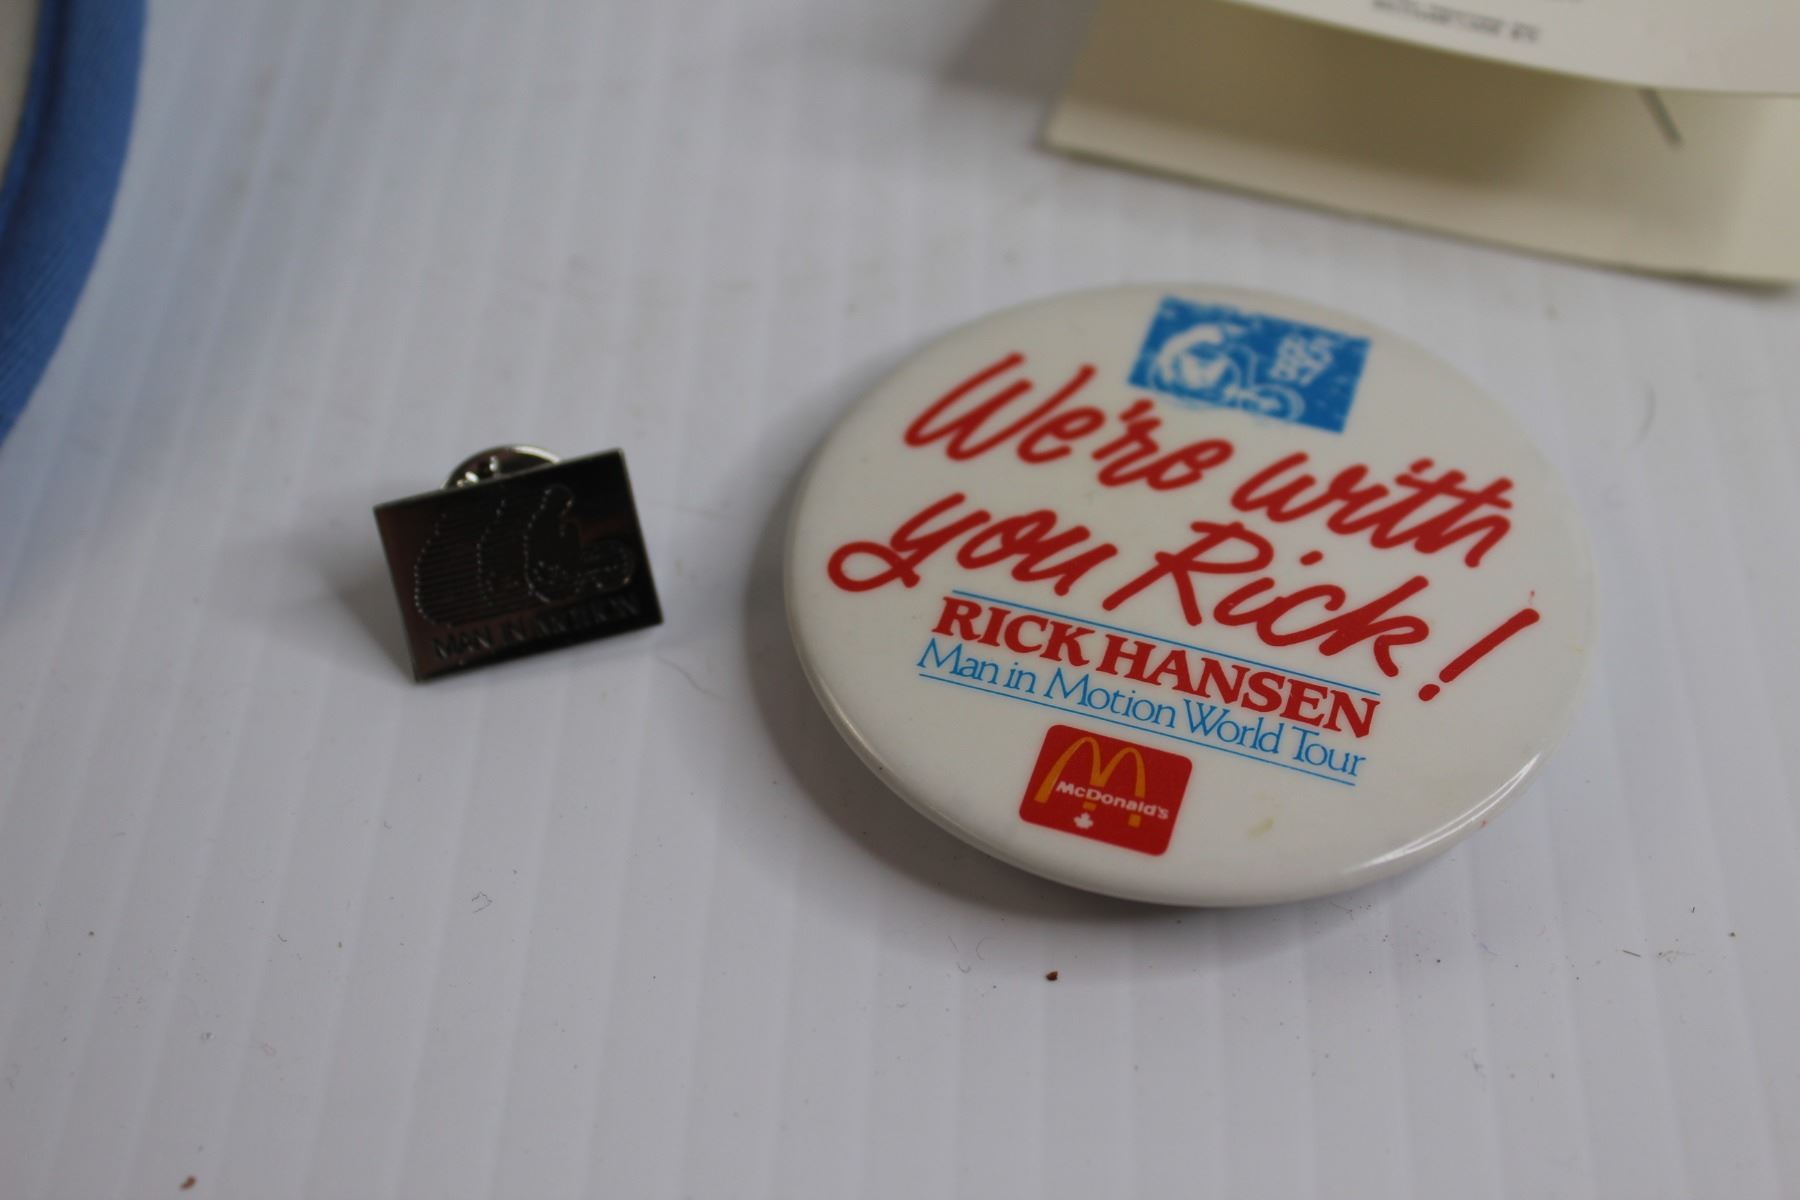 MAN IN MOTION
We're with
you Rick!
RICK HANSEN
Man in Motion World Tour
McDonald's